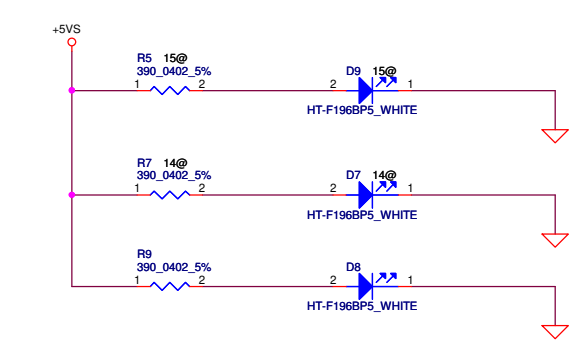 +5VS
R5 15@
390_0402_5%
1 2
D9 15@
2 1
HT-F196BP5_WHITE
R7 14@
390_0402_5%
1 2
D7 14@
2 1
HT-F196BP5_WHITE
R9
390_0402_5%
1 2
D8
2 1
HT-F196BP5_WHITE